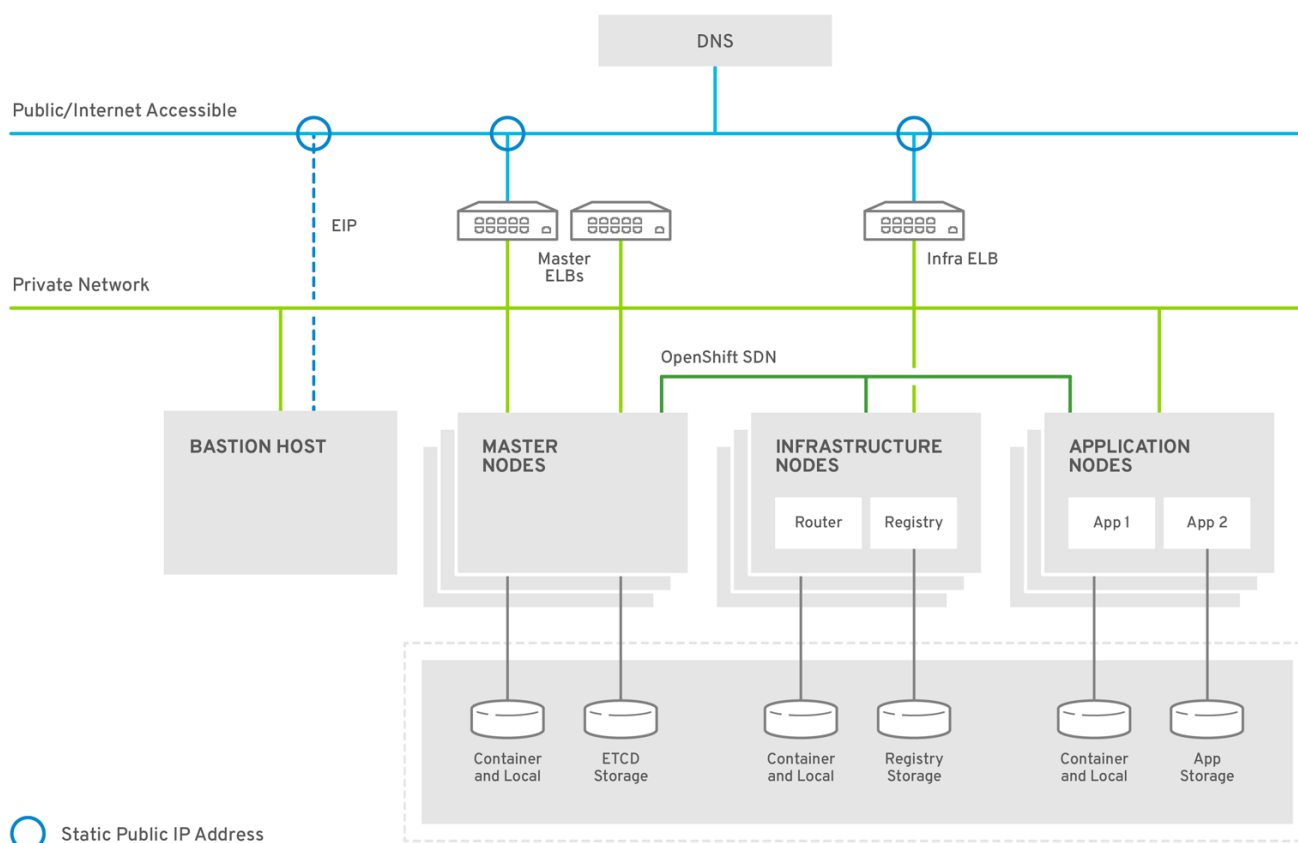 DNS
Public/Internet Accessible
EIP
Master
ELBs
Infra ELB
Private Network
OpenShift SDN
BASTION HOST
MASTER
NODES
INFRASTRUCTURE
NODES
APPLICATION
NODES
Router
Registry
App 1
App 2
Container
and Local
ETCD
Storage
Container
and Local
Registry
Storage
Container
and Local
App
Storage
Static Public IP Address